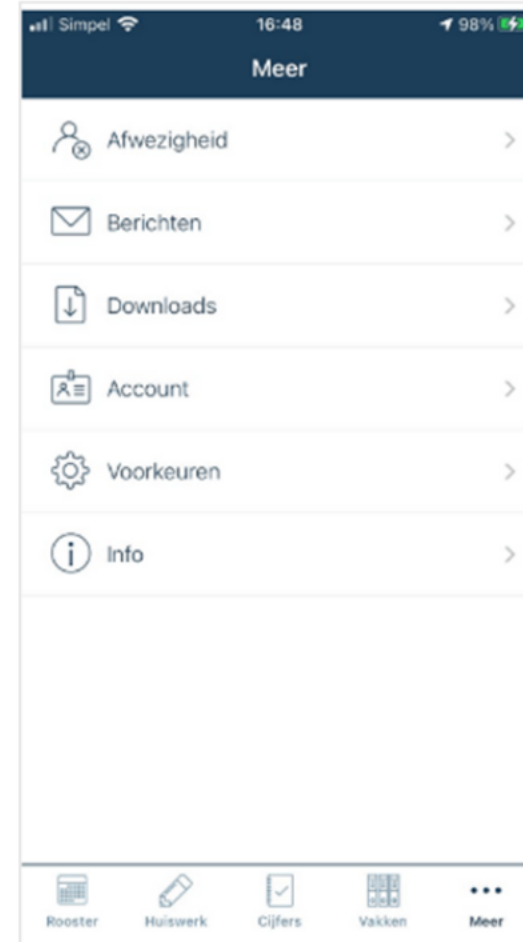 Simpel 16:48 98%
Meer
Afwezigheid
Berichten
Downloads
Account
Voorkeuren
Info
Rooster Huiswerk Cijfers Vakken Meer